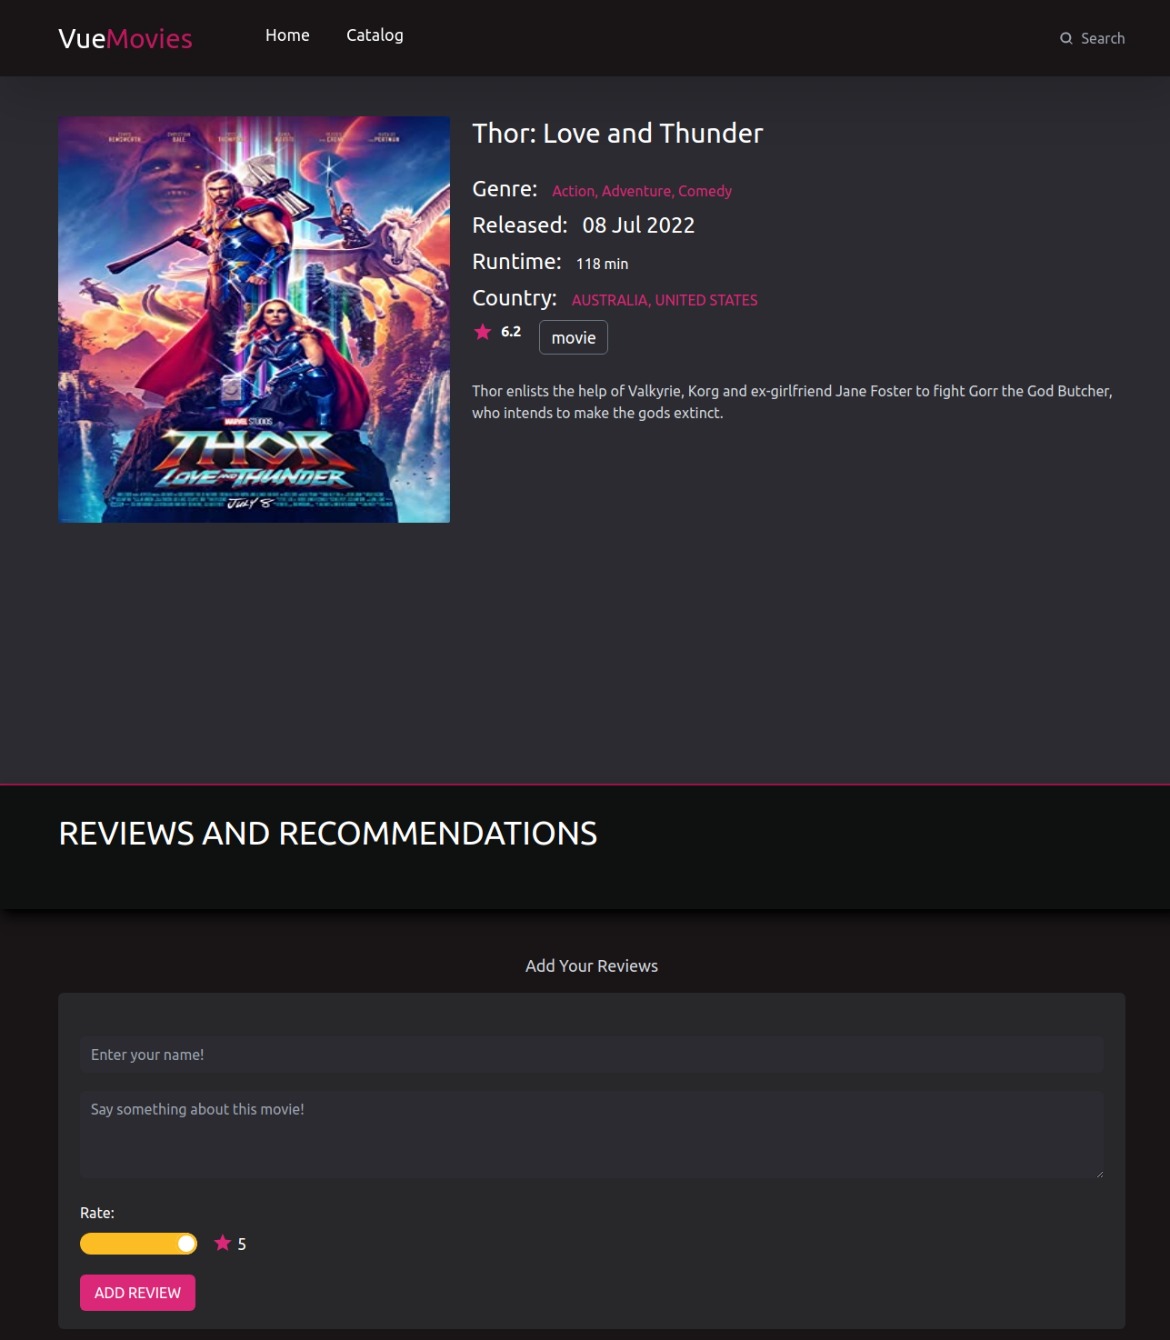 VueMovies
Home
Catalog
Search
Thor: Love and Thunder
Genre: Action, Adventure, Comedy
Released: 08 Jul 2022
Runtime: 118 min
Country: AUSTRALIA, UNITED STATES
6.2
movie
Thor enlists the help of Valkyrie, Korg and ex-girlfriend Jane Foster to fight Gorr the God Butcher,
who intends to make the gods extinct.
HEMSWORTH
BALE
PORTMAN
MARVEL STUDIOS
THOR
LOVE AND THUNDER
JULY 8
REVIEWS AND RECOMMENDATIONS
Add Your Reviews
Enter your name!
Say something about this movie!
Rate:
5
ADD REVIEW